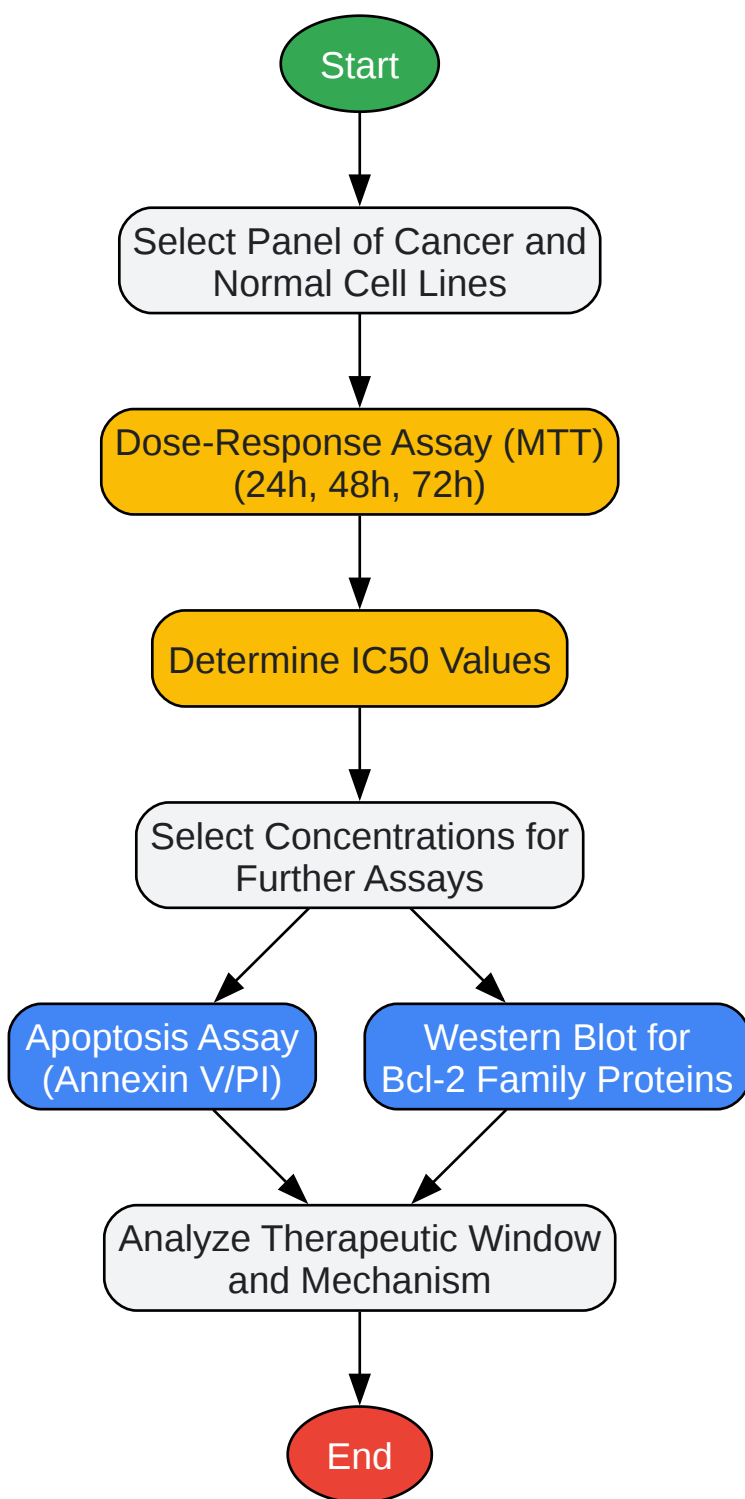 Start
Select Panel of Cancer and
Normal Cell Lines
Dose-Response Assay (MTT)
(24h, 48h, 72h)
Determine IC50 Values
Select Concentrations for
Further Assays
Apoptosis Assay
(Annexin V/PI)
Western Blot for
Bcl-2 Family Proteins
Analyze Therapeutic Window
and Mechanism
End